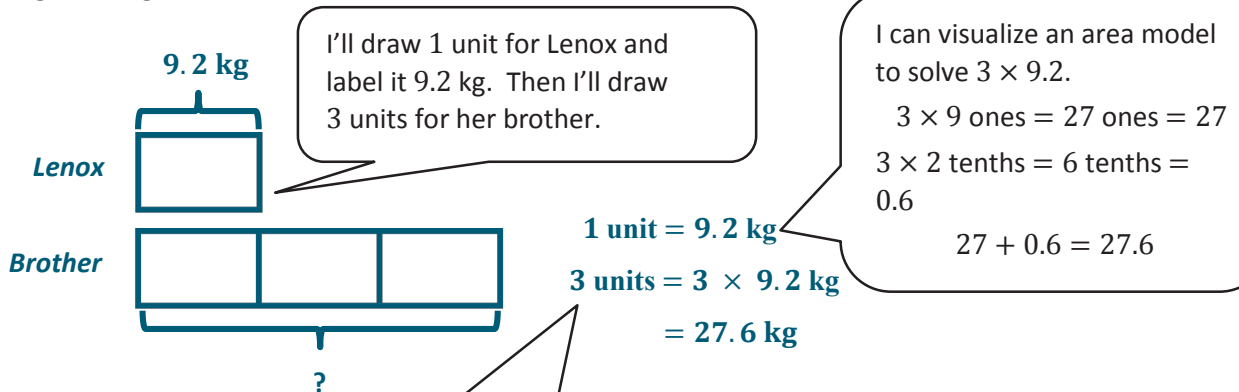 I'll draw 1 unit for Lenox and
label it 9.2 kg. Then I'll draw
3 units for her brother.
I can visualize an area model
to solve 3 × 9.2.
3 × 9 ones = 27 ones = 27
3 × 2 tenths = 6 tenths =
0.6
27 + 0.6 = 27.6
9.2 kg
Lenox
Brother
?
1 unit = 9.2 kg
3 units = 3 × 9.2 kg
= 27.6 kg